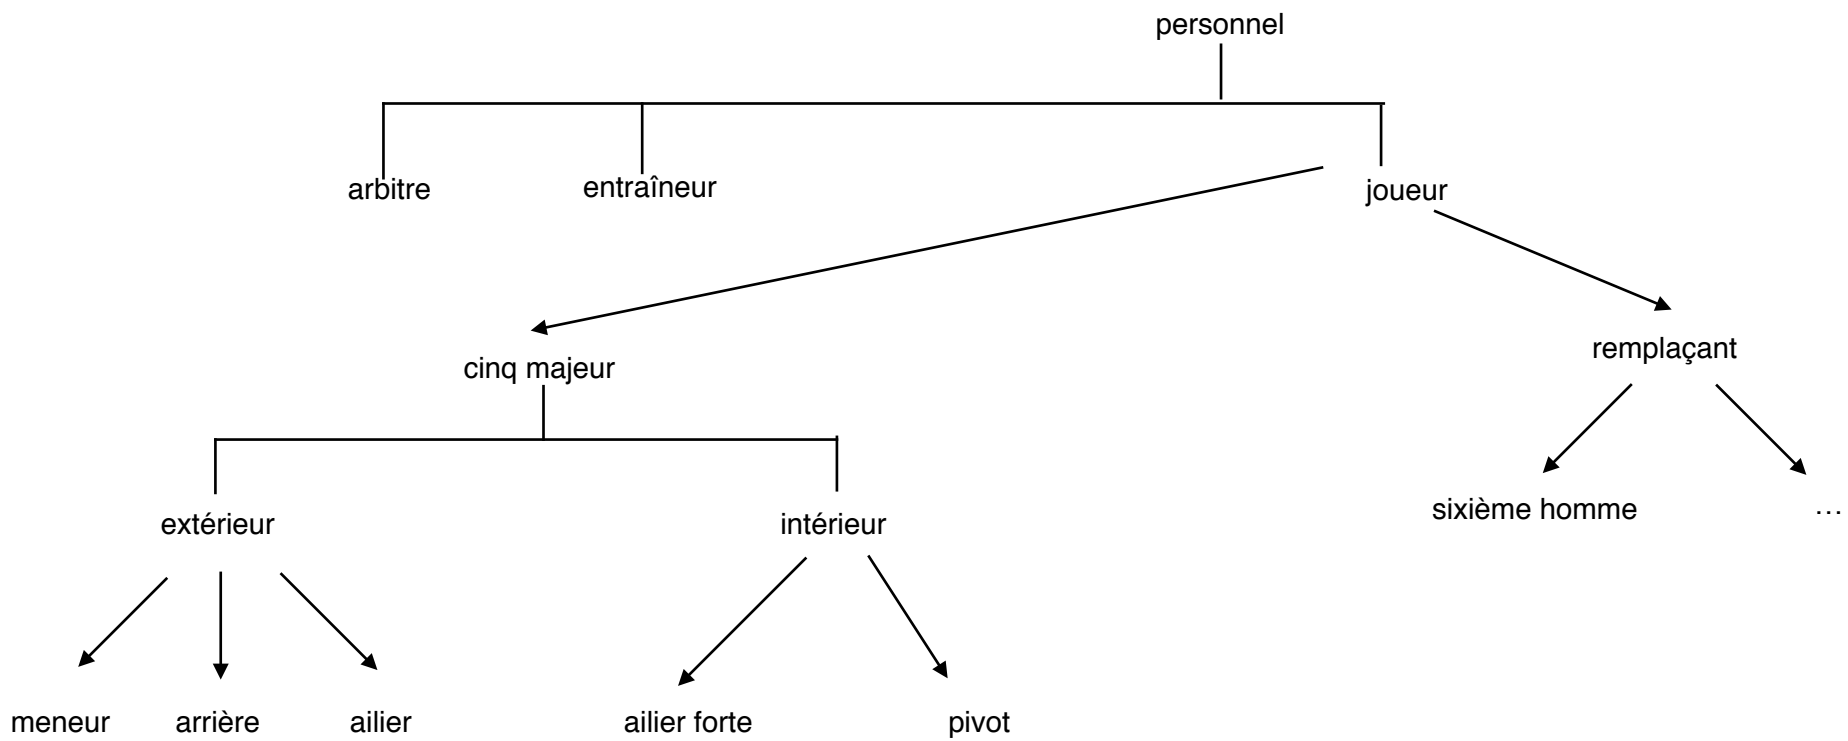 personnel
arbitre
entraîneur
joueur
cinq majeur
remplaçant
extérieur
intérieur
sixième homme
…
meneur
arrière
ailier
ailier forte
pivot